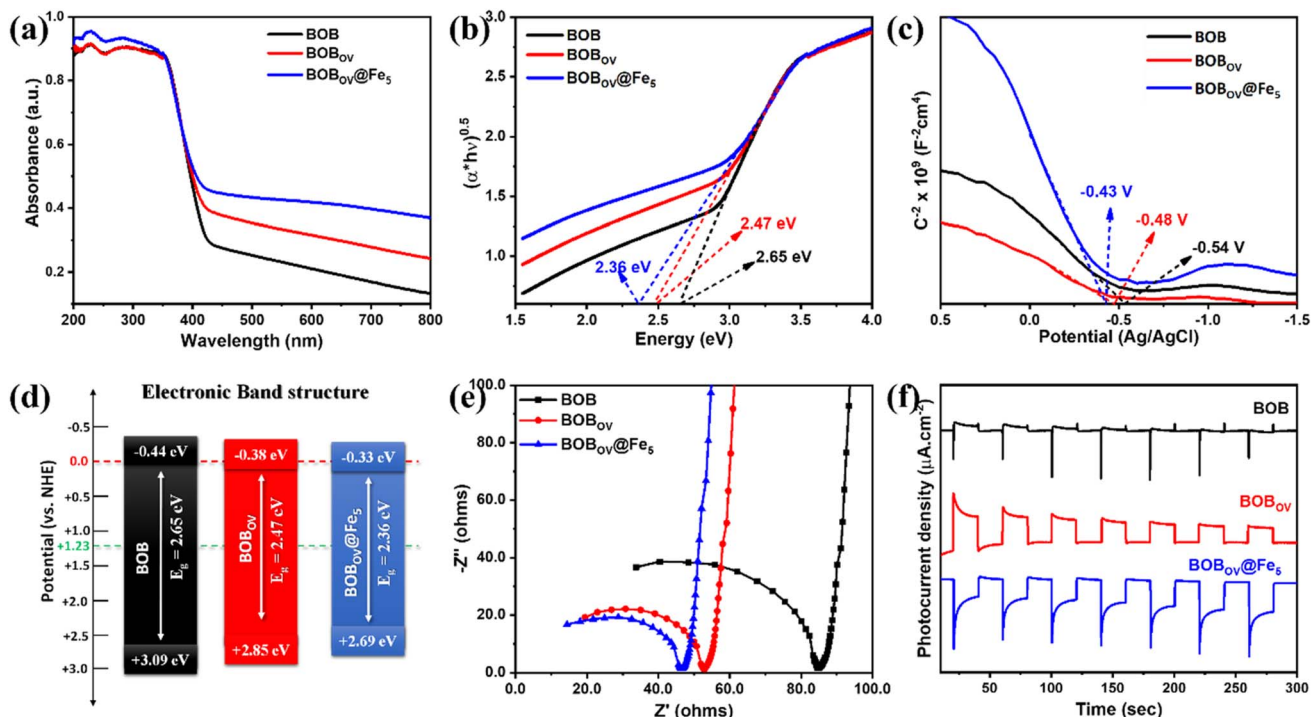 (a)
BOB
BOBOV
BOBOV@Fe5
Absorbance (a.u.)
1.0
0.8
0.6
0.4
0.2
200 300 400 500 600 700 800
Wavelength (nm)
(b)
BOB
BOBOV
BOBOV@Fe5
(α*hν)0.5
3.0
2.5
2.0
1.5
1.0
2.36 eV
2.47 eV
2.65 eV
1.5 2.0 2.5 3.0 3.5 4.0
Energy (eV)
(c)
BOB
BOBOV
BOBOV@Fe5
C-2 x 109 (F-2cm-4)
-0.43 V
-0.48 V
-0.54 V
0.5 0.0 -0.5 -1.0 -1.5
Potential (Ag/AgCl)
(d)
Electronic Band structure
Potential (vs. NHE)
-0.5
0.0
+0.5
+1.0
+1.23
+1.5
+2.0
+2.5
+3.0
-0.44 eV
BOB
Eg = 2.65 eV
+3.09 eV
-0.38 eV
BOBOV
Eg = 2.47 eV
+2.85 eV
-0.33 eV
BOBOV@Fe5
Eg = 2.36 eV
+2.69 eV
(e)
BOB
BOBOV
BOBOV@Fe5
-Z'' (ohms)
100.0
80.0
60.0
40.0
20.0
0.0
0.0 20.0 40.0 60.0 80.0 100.0
Z' (ohms)
(f)
Photocurrent density (μA.cm-2)
BOB
BOBOV
BOBOV@Fe5
50 100 150 200 250 300
Time (sec)